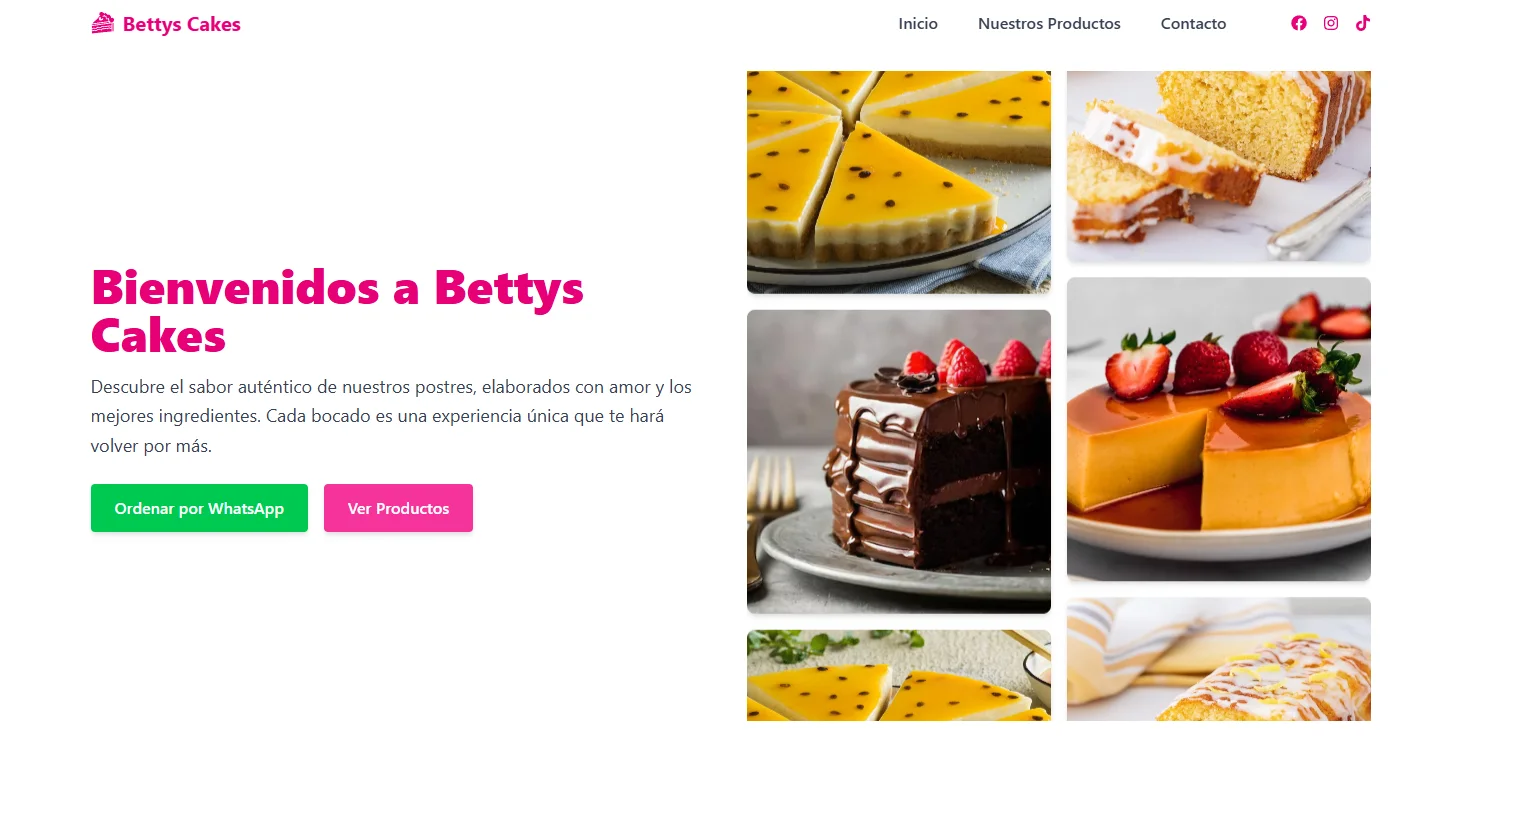 Bettys Cakes
Inicio
Nuestros Productos
Contacto
Bienvenidos a Bettys
Cakes
Descubre el sabor auténtico de nuestros postres, elaborados con amor y los
mejores ingredientes. Cada bocado es una experiencia única que te hará
volver por más.
Ordenar por WhatsApp
Ver Productos